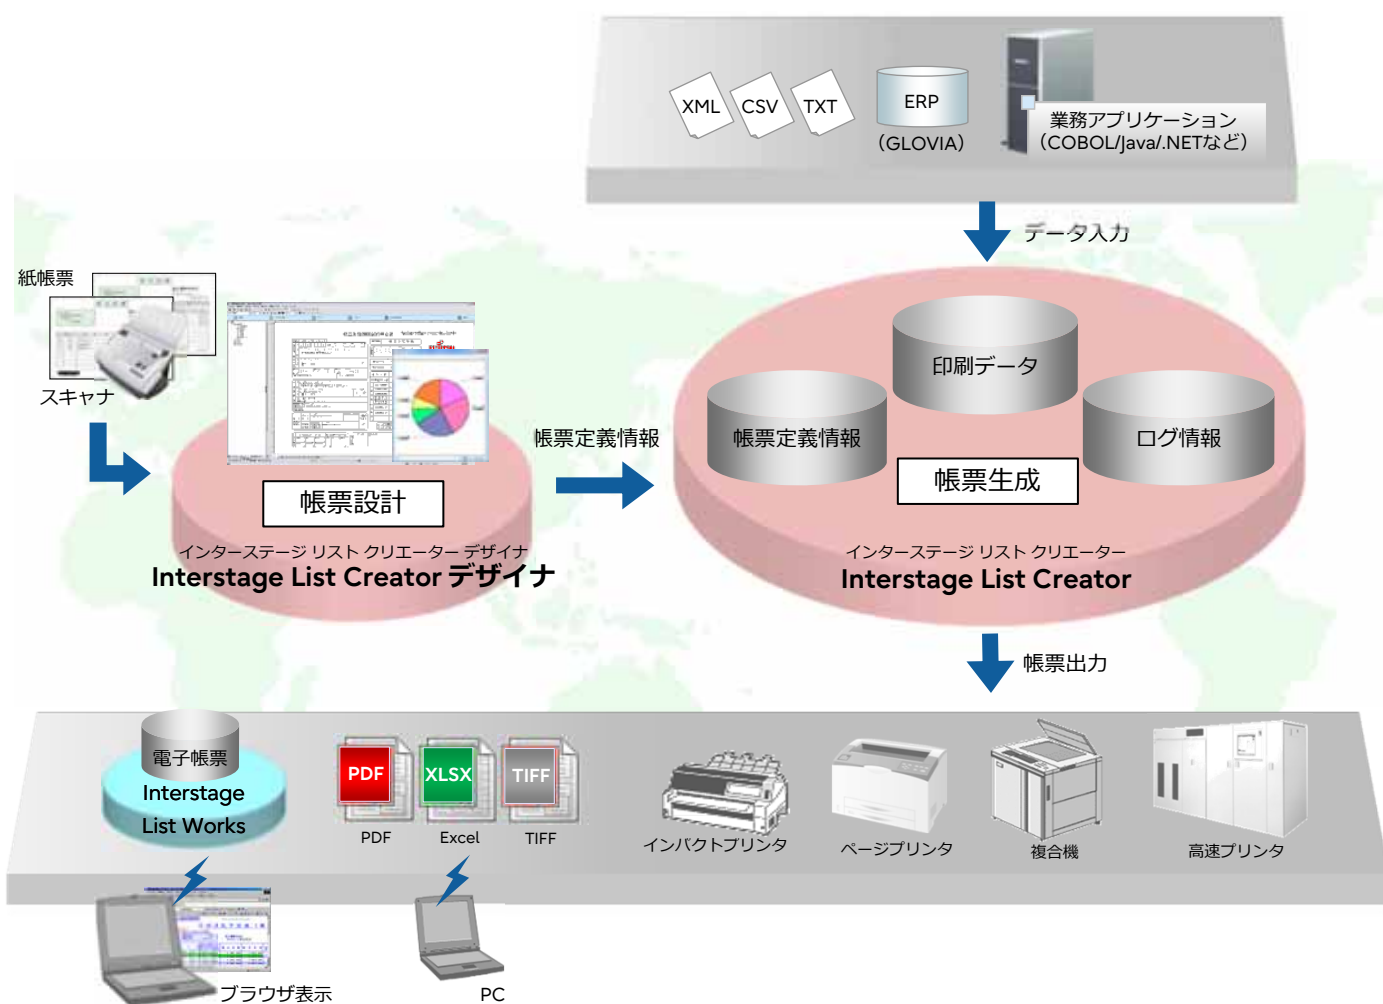 XML
CSV
TXT
ERP
（GLOVIA）
業務アプリケーション
（COBOL/Java/.NETなど）
データ入力
紙帳票
スキャナ
帳票設計
インターステージ リスト クリエーター デザイナ
Interstage List Creator デザイナ
帳票定義情報
印刷データ
帳票定義情報
ログ情報
帳票生成
インターステージ リスト クリエーター
Interstage List Creator
帳票出力
電子帳票
Interstage
List Works
PDF
PDF
XLSX
Excel
TIFF
TIFF
インパクトプリンタ
ページプリンタ
複合機
高速プリンタ
ブラウザ表示
PC